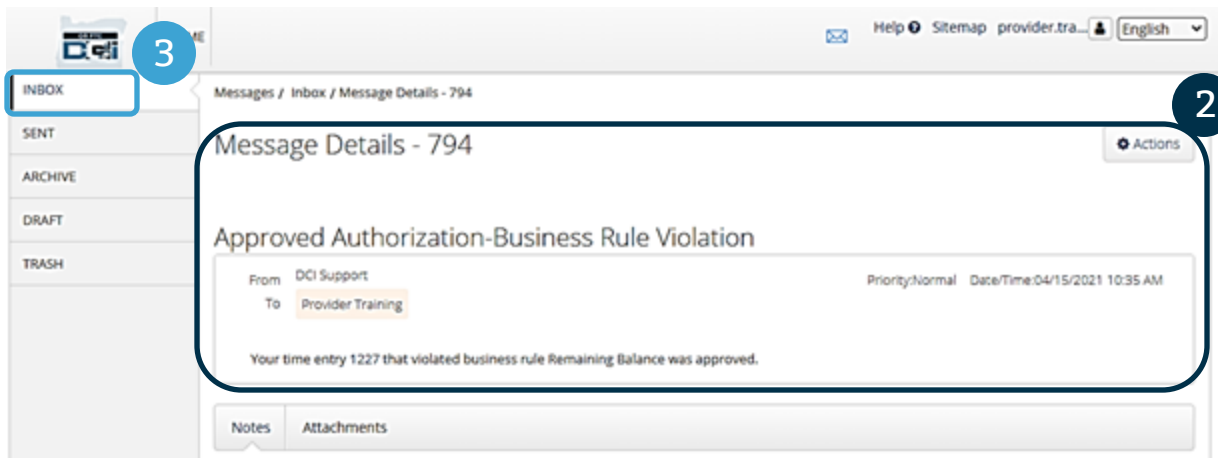 DCI
3
ME
Help Sitemap provider.tra... English
INBOX
Messages / Inbox / Message Details - 794
2
SENT
Message Details - 794
Actions
ARCHIVE
DRAFT
Approved Authorization-Business Rule Violation
TRASH
From DCI Support
Priority:Normal Date/Time:04/15/2021 10:35 AM
To Provider Training
Your time entry 1227 that violated business rule Remaining Balance was approved.
Notes Attachments